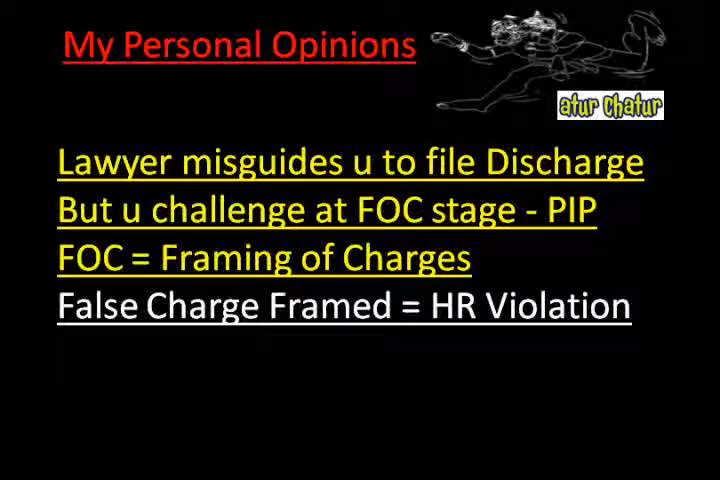 My Personal Opinions
atur chatur
Lawyer misguides u to file Discharge
But u challenge at FOC stage - PIP
FOC = Framing of Charges
False Charge Framed = HR Violation